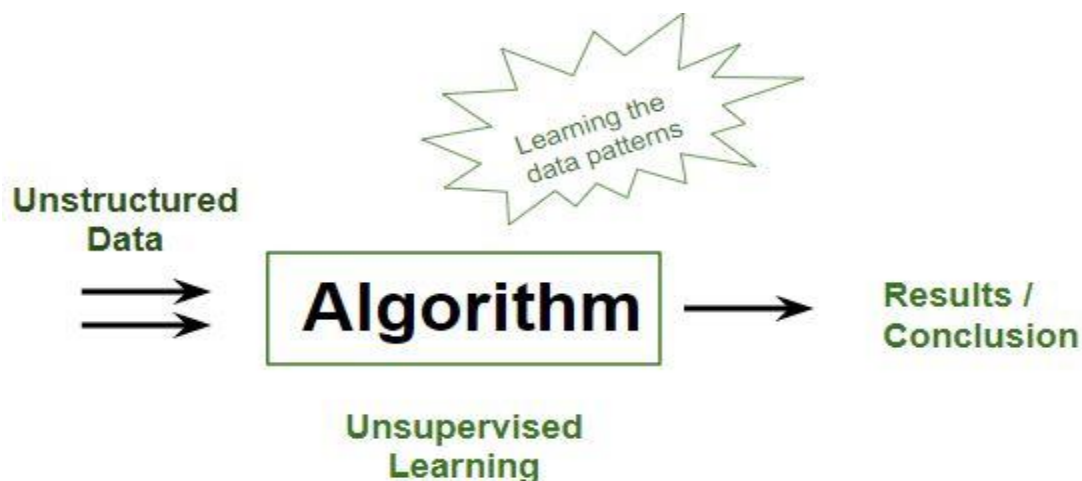 Learning the
data patterns
Unstructured
Data
Algorithm
Results /
Conclusion
Unsupervised
Learning